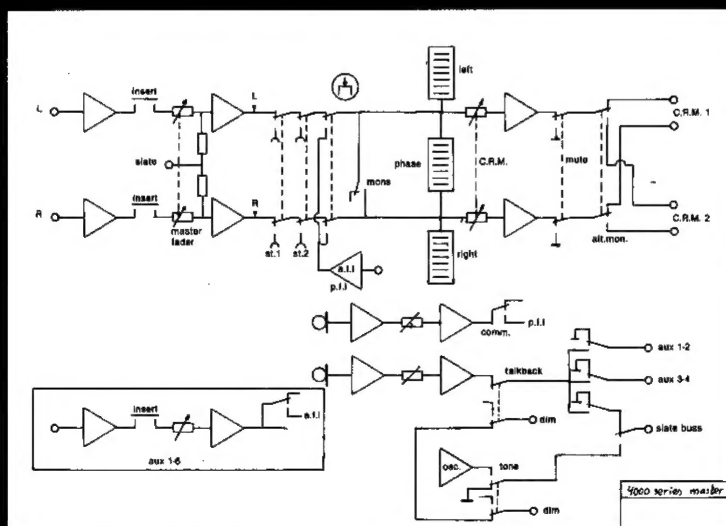 insert
L
left
L
C.R.M. 1
slate
phase
C.R.M.
mute
mono
insert
R
R
C.R.M. 2
master
fader
st.1
st.2
a.f.l
p.f.l
right
alt.mon.
comm.
p.f.l
talkback
aux 1-2
aux 3-4
insert
a.f.l
aux 1-6
dim
slate buss
osc.
tone
dim
4000 series master